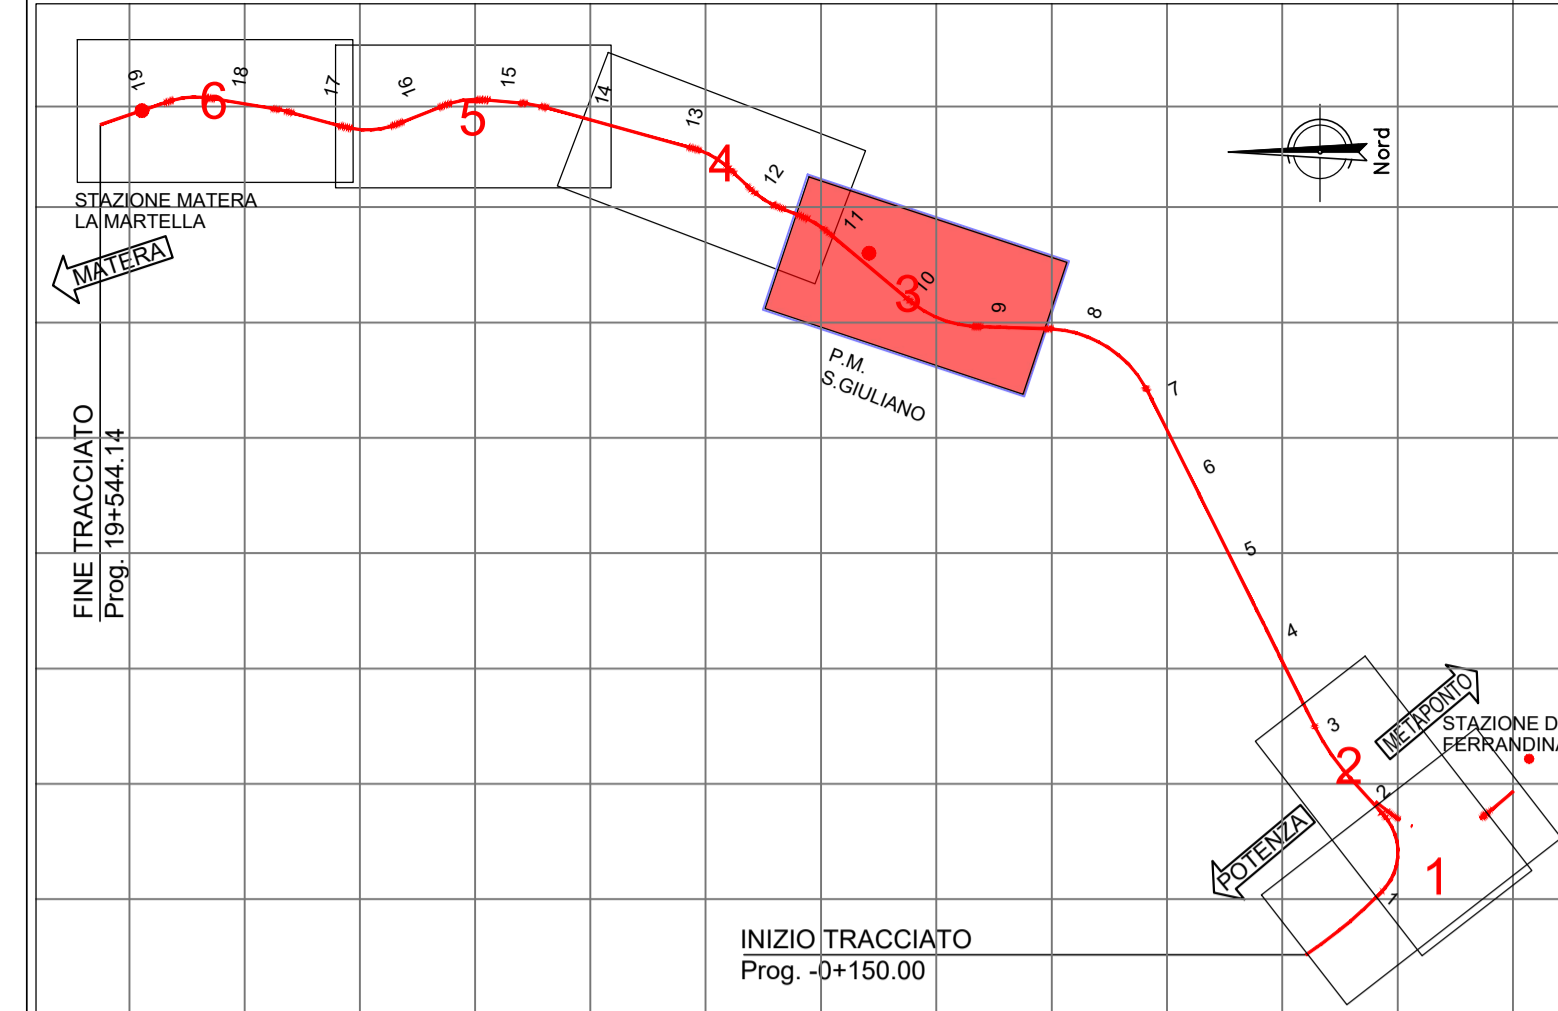 19
6
18
17
16
5
15
14
13
4
12
11
10
3
9
8
7
6
5
4
3
2
2
1
1
Nord
STAZIONE MATERA
LA MARTELLA
MATERA
P.M.
S.GIULIANO
FINE TRACCIATO
Prog. 19+544.14
METAPONTO
STAZIONE D
FERRANDINA
POTENZA
INIZIO TRACCIATO
Prog. -0+150.00